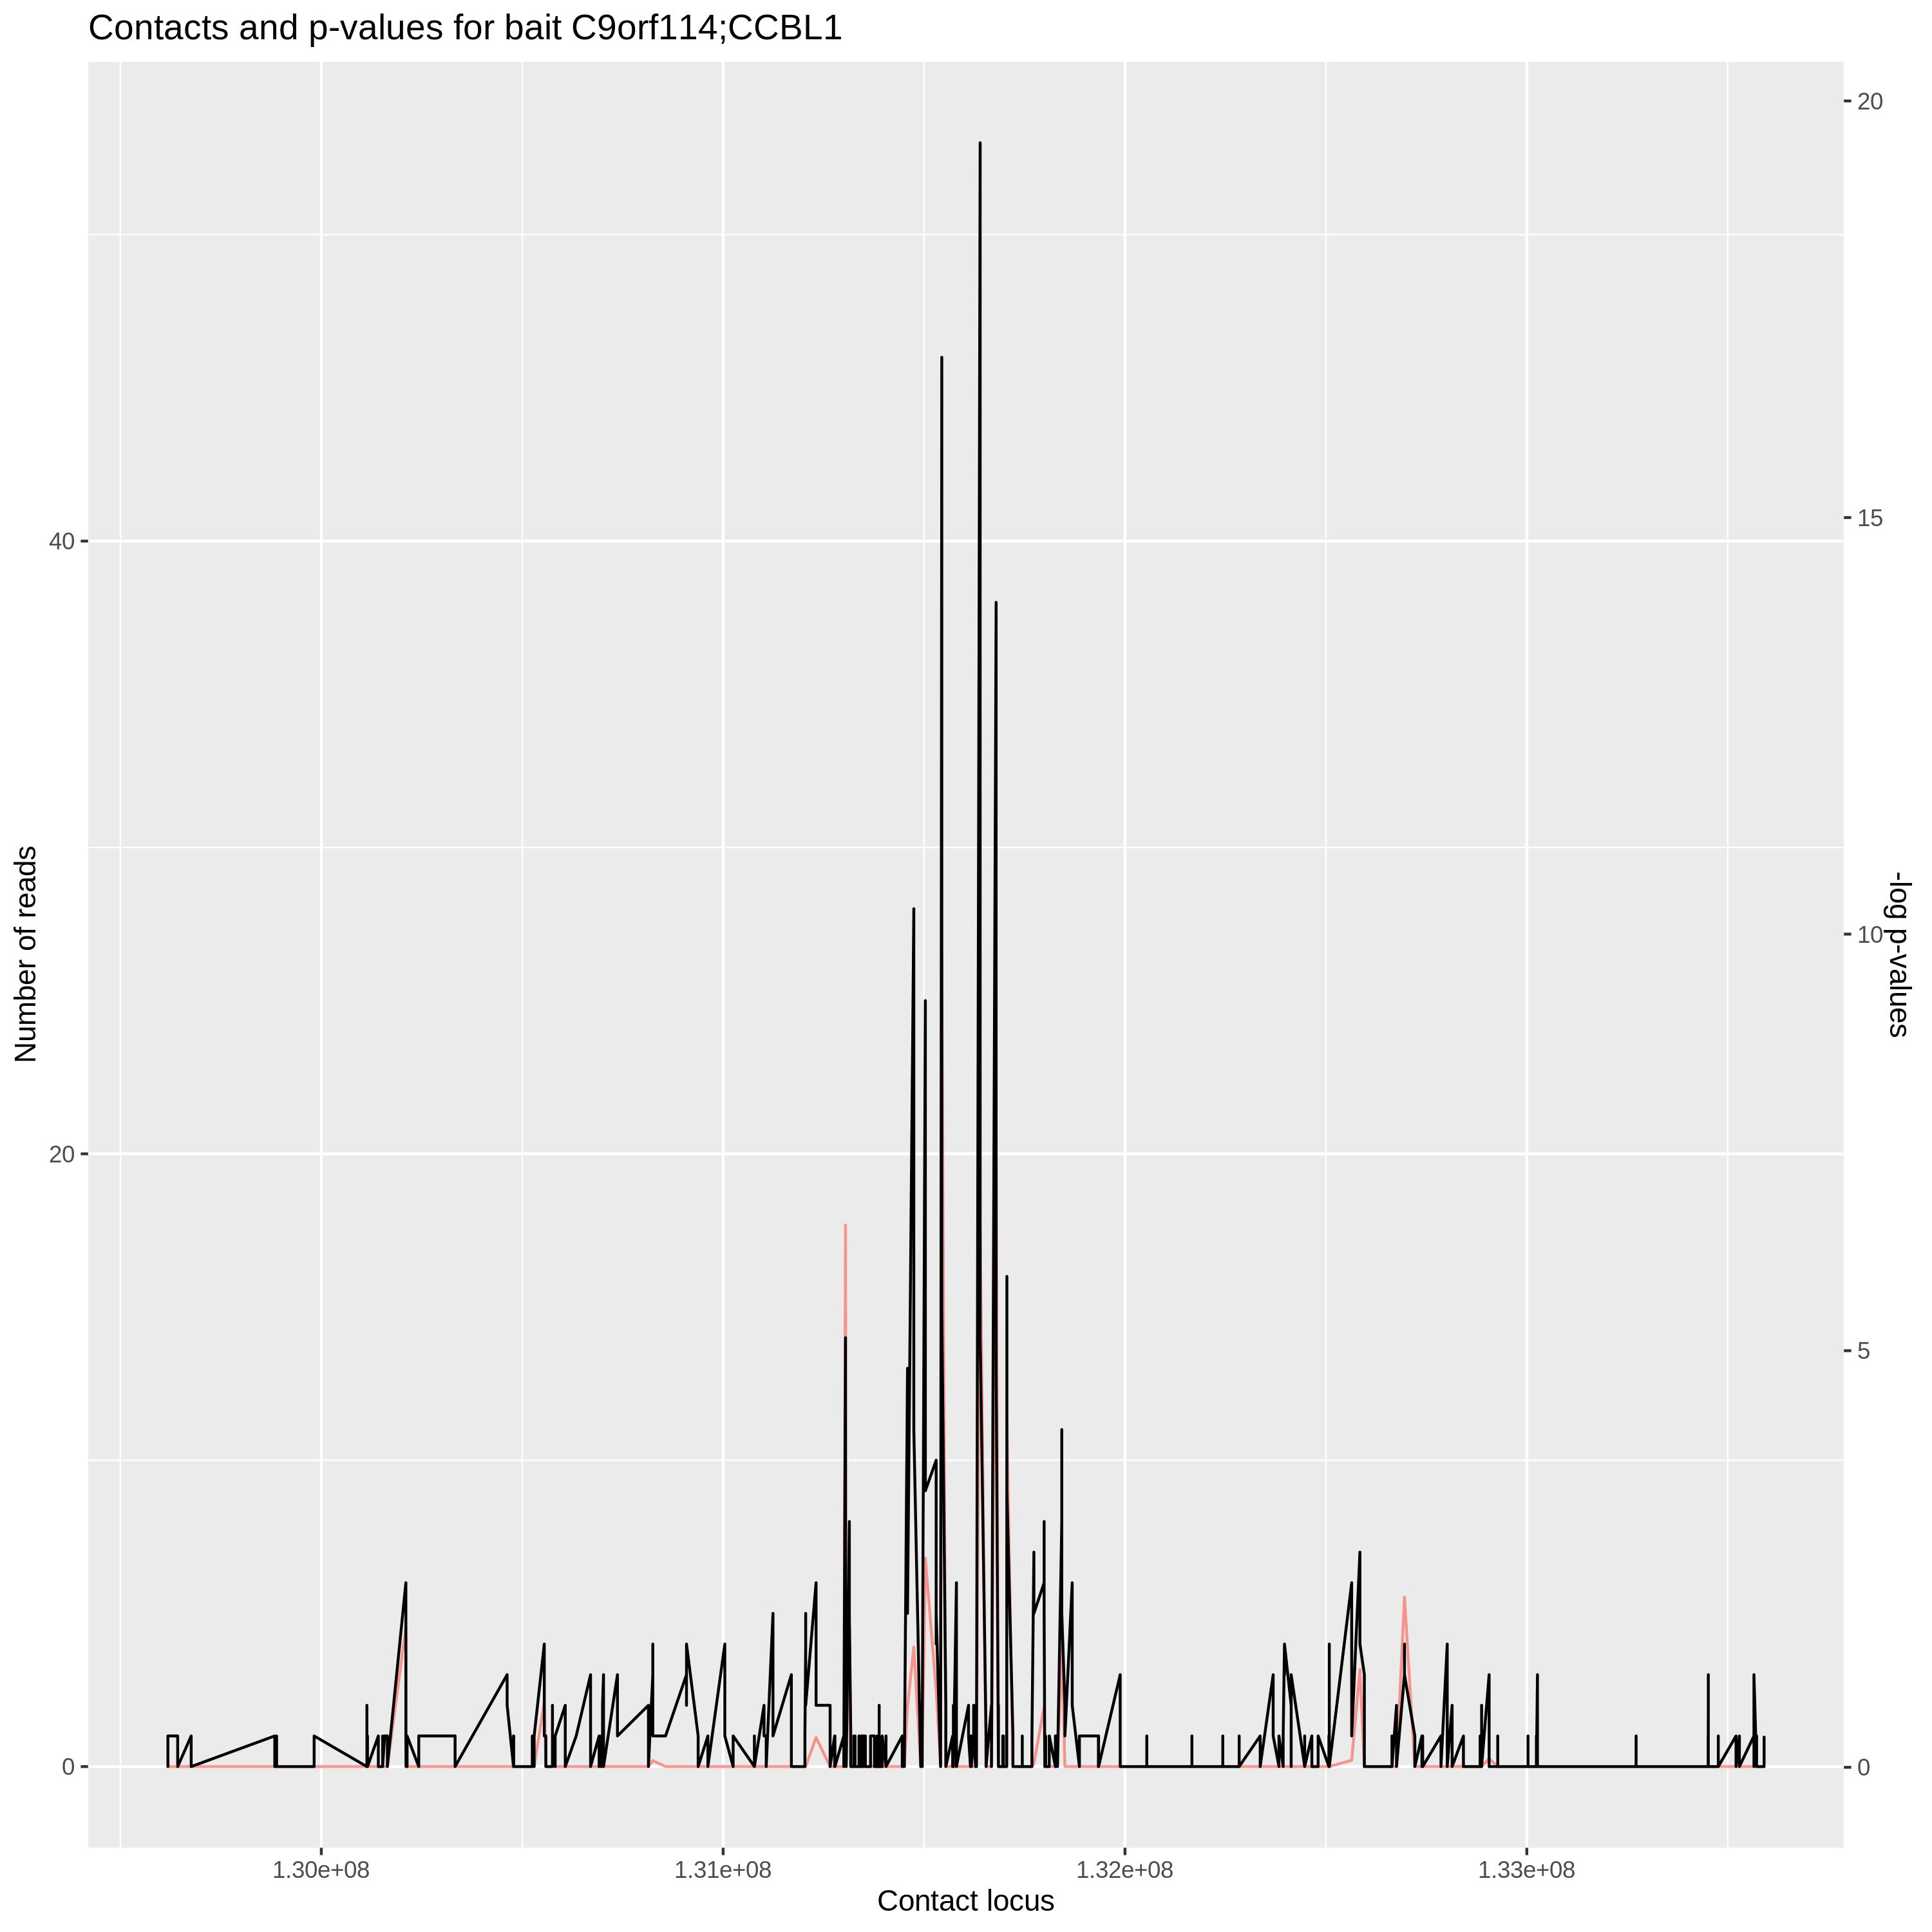 Contacts and p-values for bait C9orf114;CCBL1
Number of reads
40
20
0
20
15
10
5
0
-log p-values
1.30e+08
1.31e+08
1.32e+08
1.33e+08
Contact locus